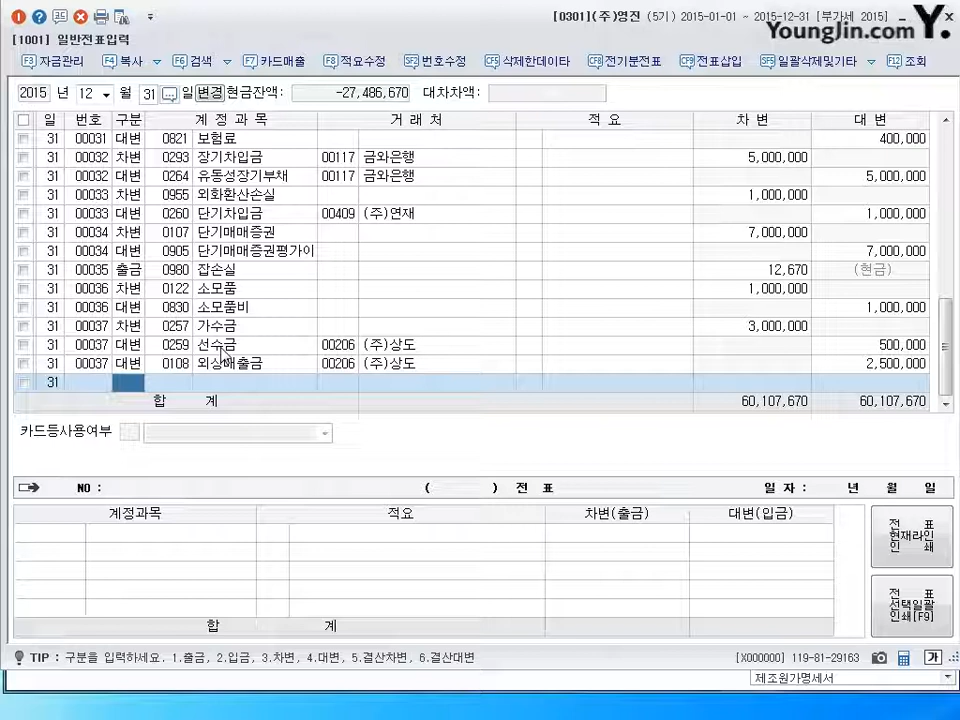 [0301](주)영진 (5기) 2015-01-01 ~ 2015-12-31 [부가세 2015]
YoungJin.com Y.
[1001] 일반전표입력
F3 자금관리 F4 복사 F6 검색 F7 카드매출 F8 적요수정 SF2 번호수정 CF5 삭제한데이타 CF8 전기분전표 CF9 전표삽입 SF5 일괄삭제및기타 F12 조회
2015 년 12 월 31 일 변경 현금잔액: -27,486,670 대차차액:
일 번호 구분 계 정 과 목 거 래 처 적 요 차 변 대 변
31 00031 대변 0821 보험료 400,000
31 00032 차변 0293 장기차입금 00117 금와은행 5,000,000
31 00032 대변 0264 유동성장기부채 00117 금와은행 5,000,000
31 00033 차변 0955 외화환산손실 1,000,000
31 00033 대변 0260 단기차입금 00409 (주)연재 1,000,000
31 00034 차변 0107 단기매매증권 7,000,000
31 00034 대변 0905 단기매매증권평가이 7,000,000
31 00035 출금 0980 잡손실 12,670 (현금)
31 00036 차변 0122 소모품 1,000,000
31 00036 대변 0830 소모품비 1,000,000
31 00037 차변 0257 가수금 3,000,000
31 00037 대변 0259 선수금 00206 (주)상도 500,000
31 00037 대변 0108 외상매출금 00206 (주)상도 2,500,000
31
합 계 60,107,670 60,107,670
카드등사용여부
NO : ( ) 전 표 일 자 : 년 월 일
계정과목 적요 차변(출금) 대변(입금)
전 표
현재라인
인 쇄
전 표
선택일괄
인쇄[F9]
합 계
TIP : 구분을 입력하세요. 1.출금, 2.입금, 3.차변, 4.대변, 5.결산차변, 6.결산대변 [X000000] 119-81-29163 가
제조원가명세서